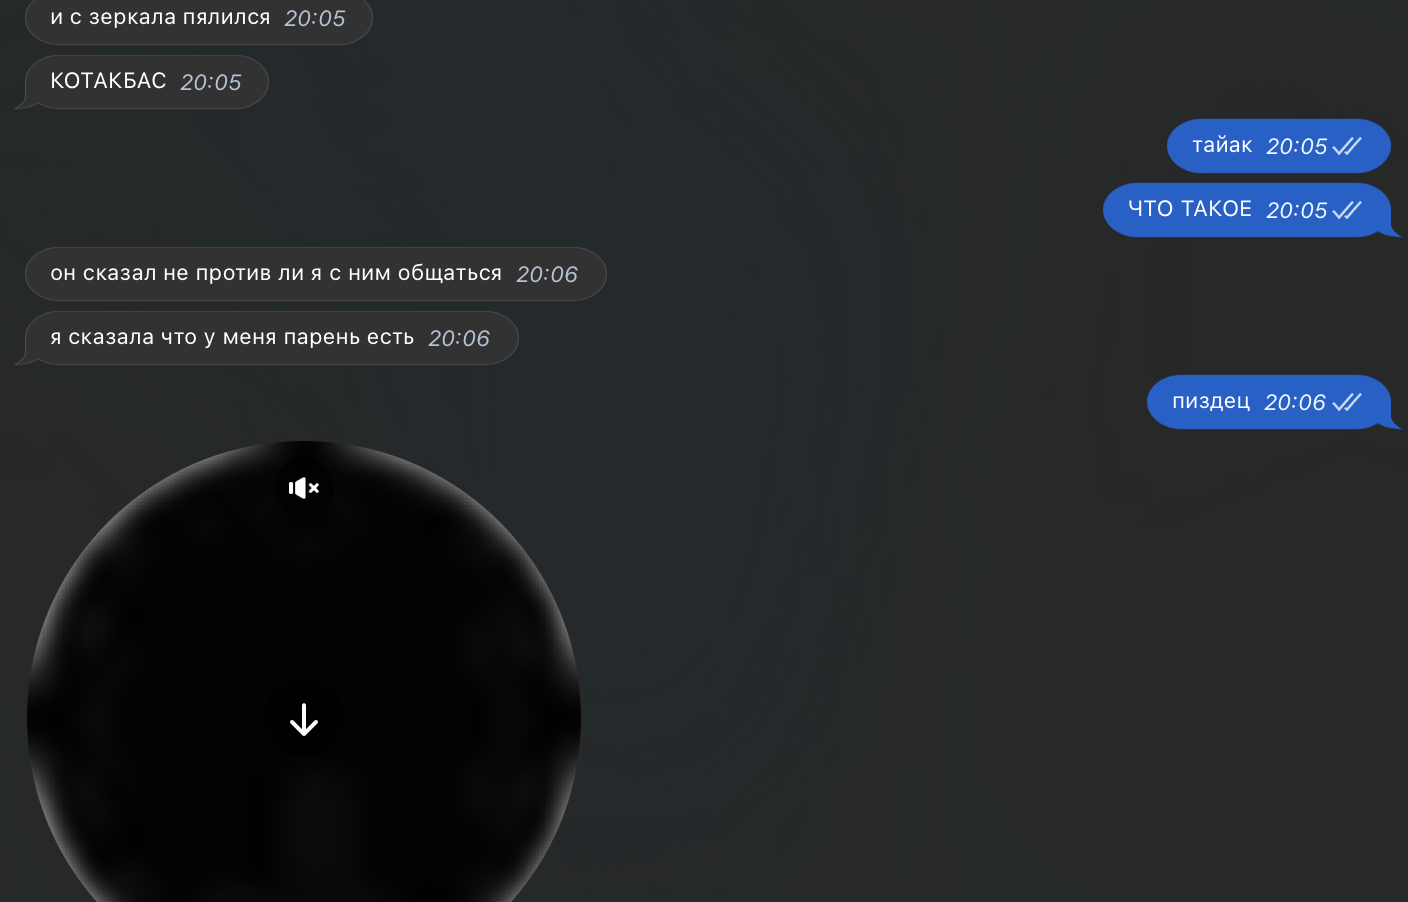 и с зеркала пялился 20:05
КОТАКБАС 20:05
тайак 20:05
ЧТО ТАКОЕ 20:05
он сказал не против ли я с ним общаться 20:06
я сказала что у меня парень есть 20:06
пиздец 20:06